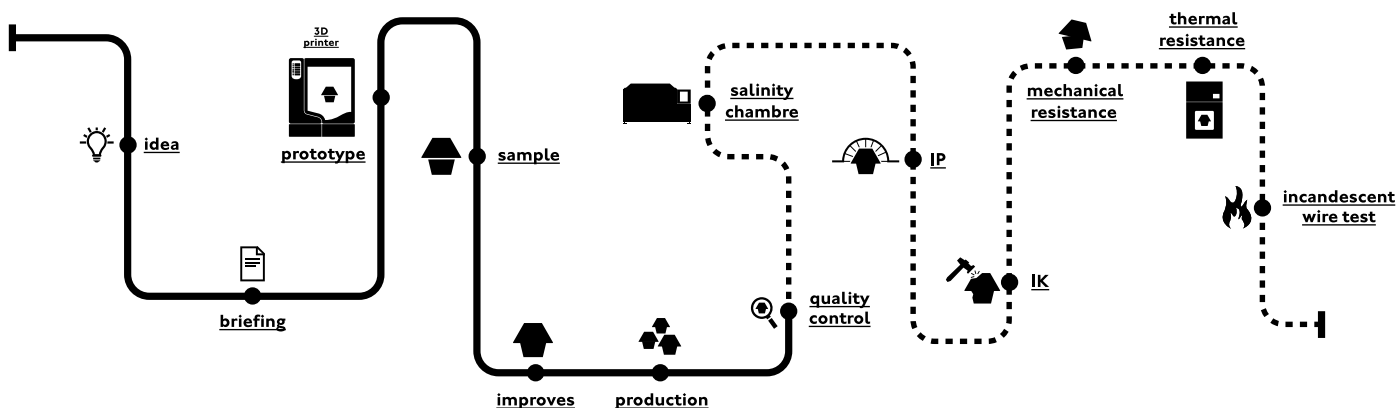 idea
briefing
3D
printer
prototype
sample
improves
production
quality
control
salinity
chambre
IP
IK
mechanical
resistance
thermal
resistance
incandescent
wire test